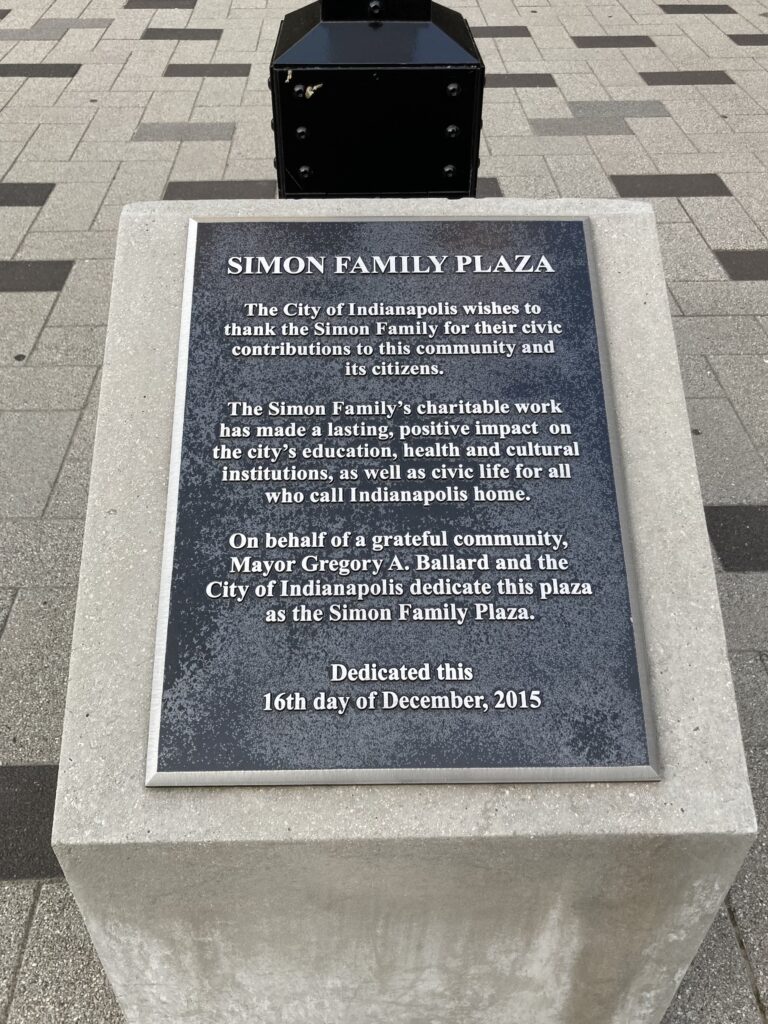 SIMON FAMILY PLAZA
The City of Indianapolis wishes to
thank the Simon Family for their civic
contributions to this community and
its citizens.
The Simon Family's charitable work
has made a lasting, positive impact on
the city's education, health and cultural
institutions, as well as civic life for all
who call Indianapolis home.
On behalf of a grateful community,
Mayor Gregory A. Ballard and the
City of Indianapolis dedicate this plaza
as the Simon Family Plaza.
Dedicated this
16th day of December, 2015